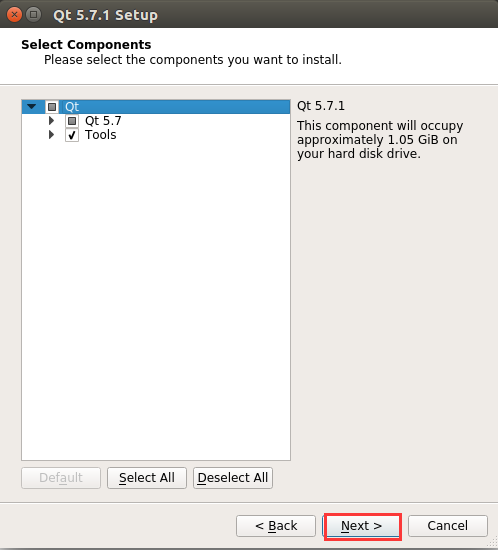 Qt 5.7.1 Setup
Select Components
Please select the components you want to install.
Qt
Qt 5.7
Tools
Qt 5.7.1
This component will occupy
approximately 1.05 GiB on
your hard disk drive.
Default
Select All
Deselect All
< Back
Next >
Cancel